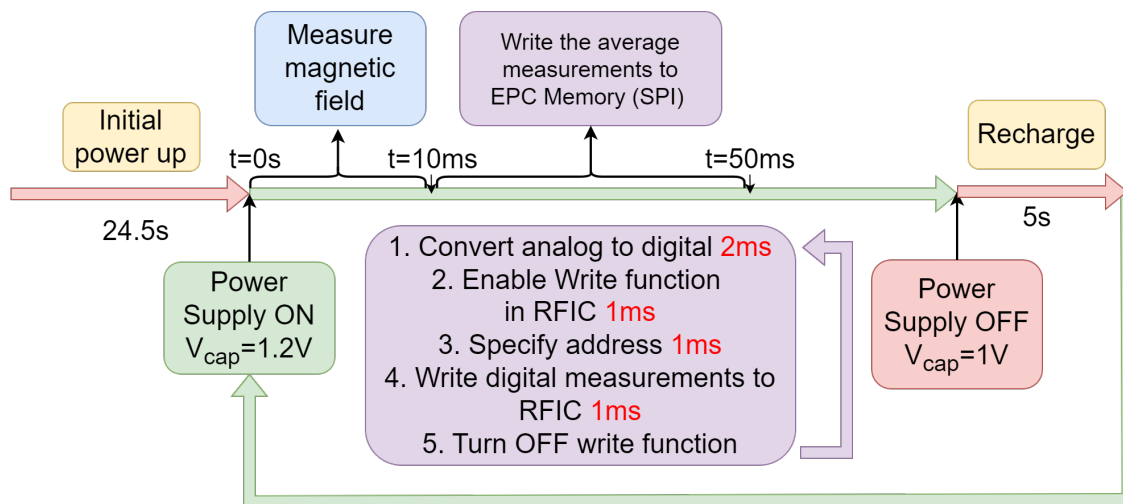 Measure
magnetic
field
Write the average
measurements to
EPC Memory (SPI)
Initial
power up
Recharge
t=0s
t=10ms
t=50ms
24.5s
5s
Power
Supply ON
V_cap=1.2V
1. Convert analog to digital 2ms
2. Enable Write function
in RFIC 1ms
3. Specify address 1ms
4. Write digital measurements to
RFIC 1ms
5. Turn OFF write function
Power
Supply OFF
V_cap=1V